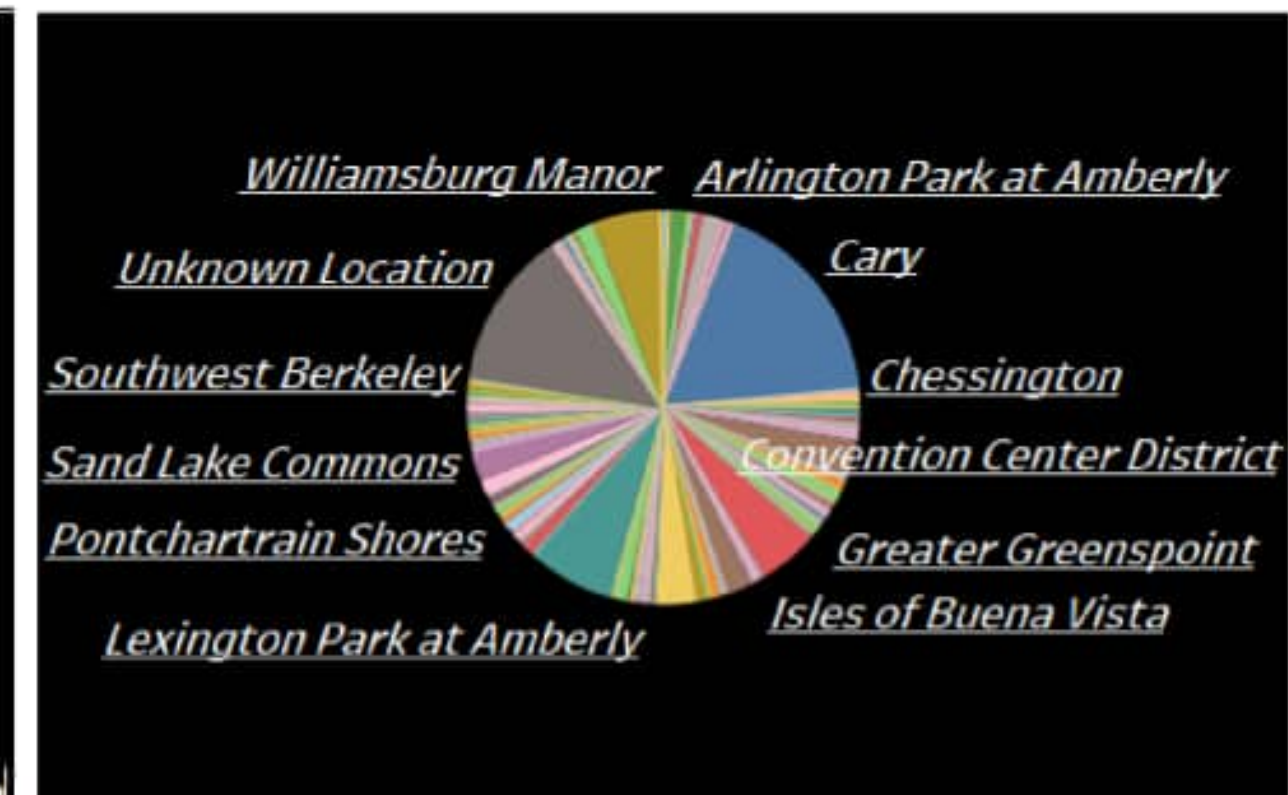 Williamsburg Manor
Arlington Park at Amberly
Unknown Location
Cary
Southwest Berkeley
Chessington
Sand Lake Commons
Convention Center District
Pontchartrain Shores
Greater Greenspoint
Lexington Park at Amberly
Isles of Buena Vista